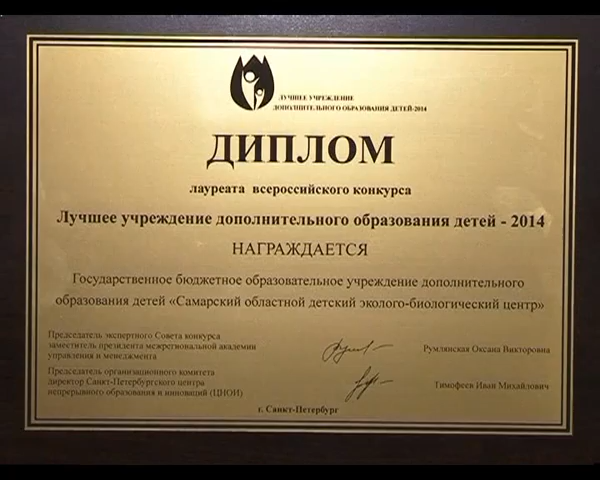 ЛУЧШЕЕ УЧРЕЖДЕНИЕ
ДОПОЛНИТЕЛЬНОГО ОБРАЗОВАНИЯ ДЕТЕЙ-2014
ДИПЛОМ
лауреата всероссийского конкурса
Лучшее учреждение дополнительного образования детей - 2014
НАГРАЖДАЕТСЯ
Государственное бюджетное образовательное учреждение дополнительного
образования детей «Самарский областной детский эколого-биологический центр»
Председатель экспертного Совета конкурса
заместитель президента межрегиональной академии
управления и менеджмента
Румлянская Оксана Викторовна
Председатель организационного комитета
директор Санкт-Петербургского центра
непрерывного образования и инноваций (ЦНОИ)
Тимофеев Иван Михайлович
г. Санкт-Петербург